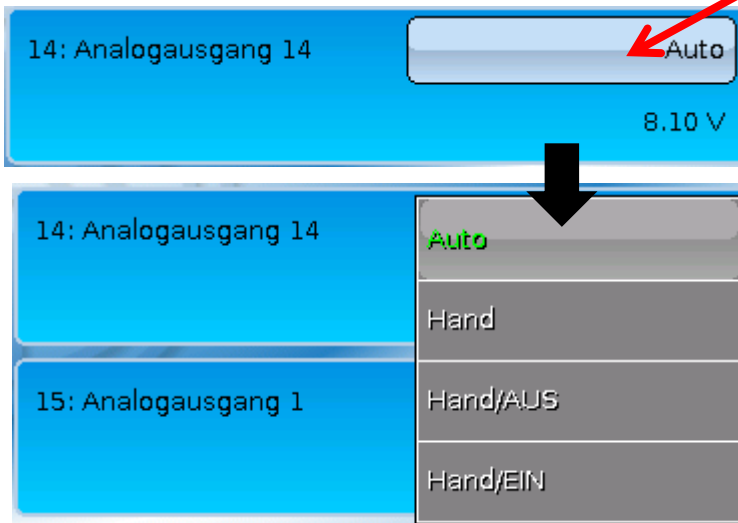 14: Analogausgang 14
Auto
8.10 V
14: Analogausgang 14
Auto
Hand
15: Analogausgang 1
Hand/AUS
Hand/EIN